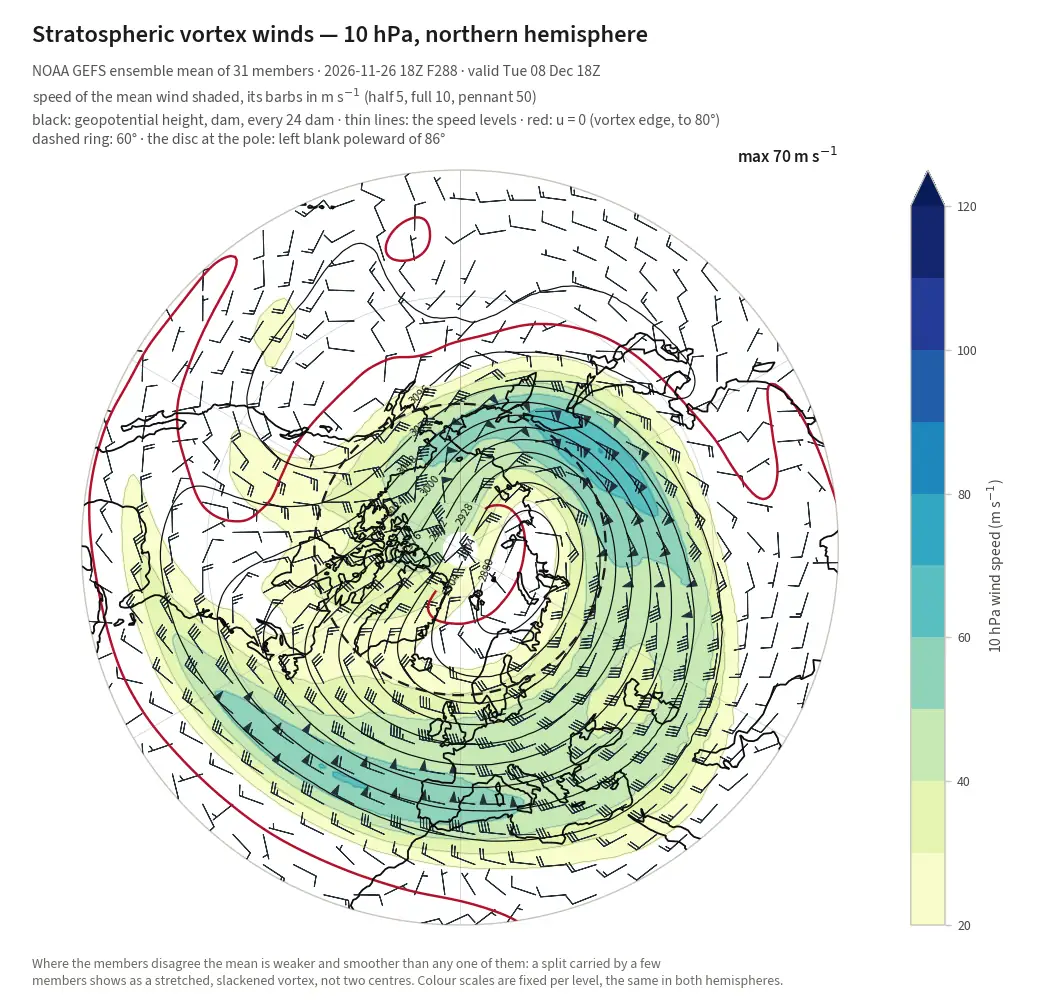 Stratospheric vortex winds — 10 hPa, northern hemisphere
NOAA GEFS ensemble mean of 31 members · 2026-11-26 18Z F288 · valid Tue 08 Dec 18Z
speed of the mean wind shaded, its barbs in m s⁻¹ (half 5, full 10, pennant 50)
black: geopotential height, dam, every 24 dam · thin lines: the speed levels · red: u = 0 (vortex edge, to 80°)
dashed ring: 60° · the disc at the pole: left blank poleward of 86°
max 70 m s⁻¹
120
100
80
60
40
20
10 hPa wind speed (m s⁻¹)
3000
2928
Where the members disagree the mean is weaker and smoother than any one of them: a split carried by a few
members shows as a stretched, slackened vortex, not two centres. Colour scales are fixed per level, the same in both hemispheres.